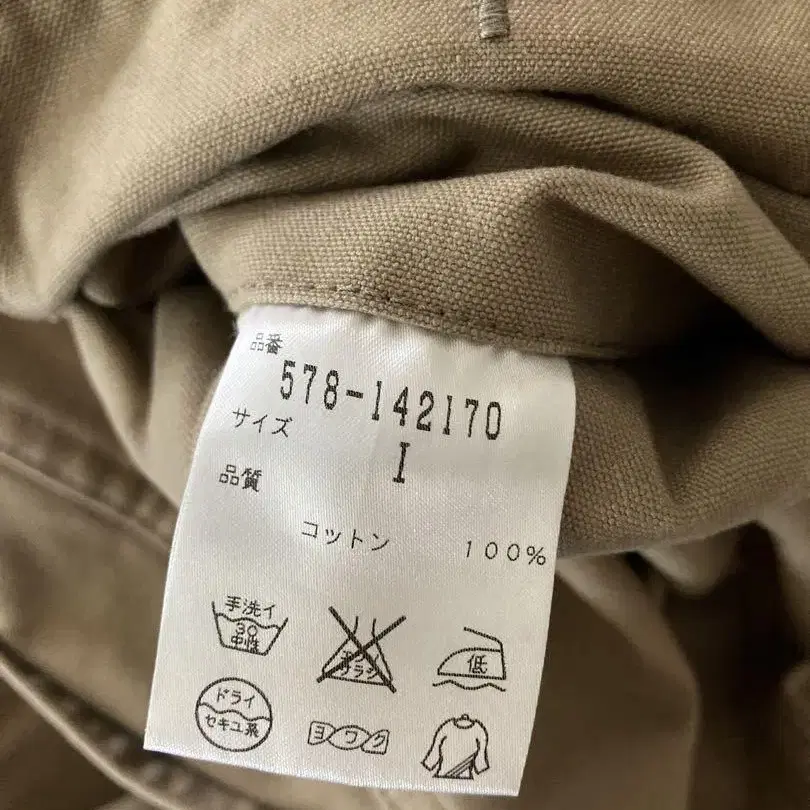 品番
578-142170
サイズ
I
品質
コットン 100%
手洗イ
30
中性
エンソ
サラシ
低
ドライ
セキユ系
ヨワク